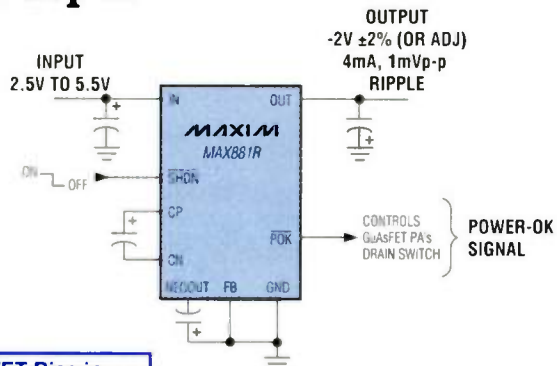 OUTPUT
-2V ±2% (OR ADJ)
4mA, 1mVp-p
RIPPLE
INPUT
2.5V TO 5.5V
IN
OUT
MAXIM
MAX881R
ON
OFF
SHDN
CP
CN
POK
CONTROLS
GaAsFET PA's
DRAIN SWITCH
POWER-OK
SIGNAL
NEGOUT
FB
GND